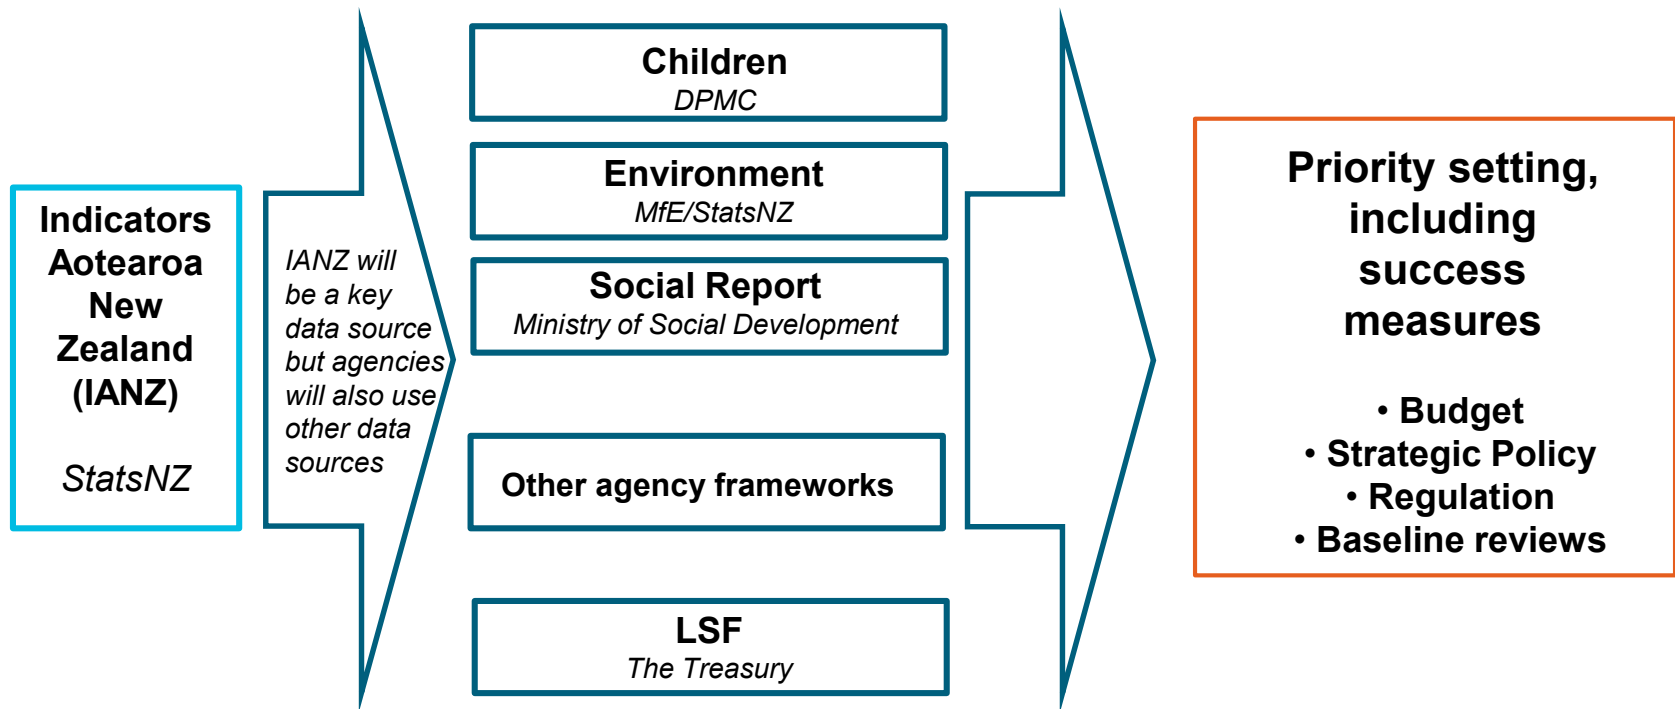 Indicators
Aotearoa
New
Zealand
(IANZ)
StatsNZ
IANZ will
be a key
data source
but agencies
will also use
other data
sources
Children
DPMC
Environment
MfE/StatsNZ
Social Report
Ministry of Social Development
Other agency frameworks
LSF
The Treasury
Priority setting,
including
success
measures
• Budget
• Strategic Policy
• Regulation
• Baseline reviews